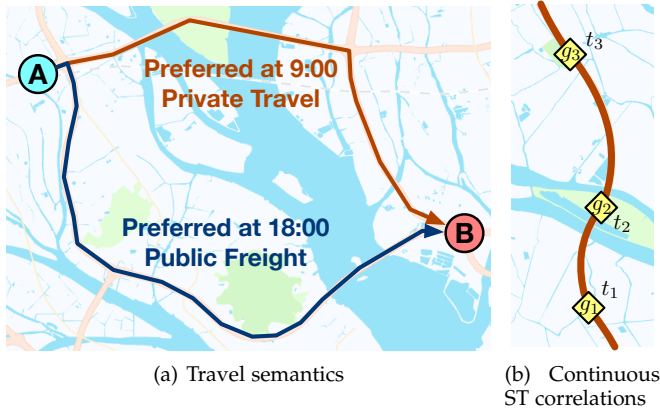 A
Preferred at 9:00
Private Travel
Preferred at 18:00
Public Freight
B
(a) Travel semantics
g3 t3
g2
t2
t1
g1
(b) Continuous
ST correlations